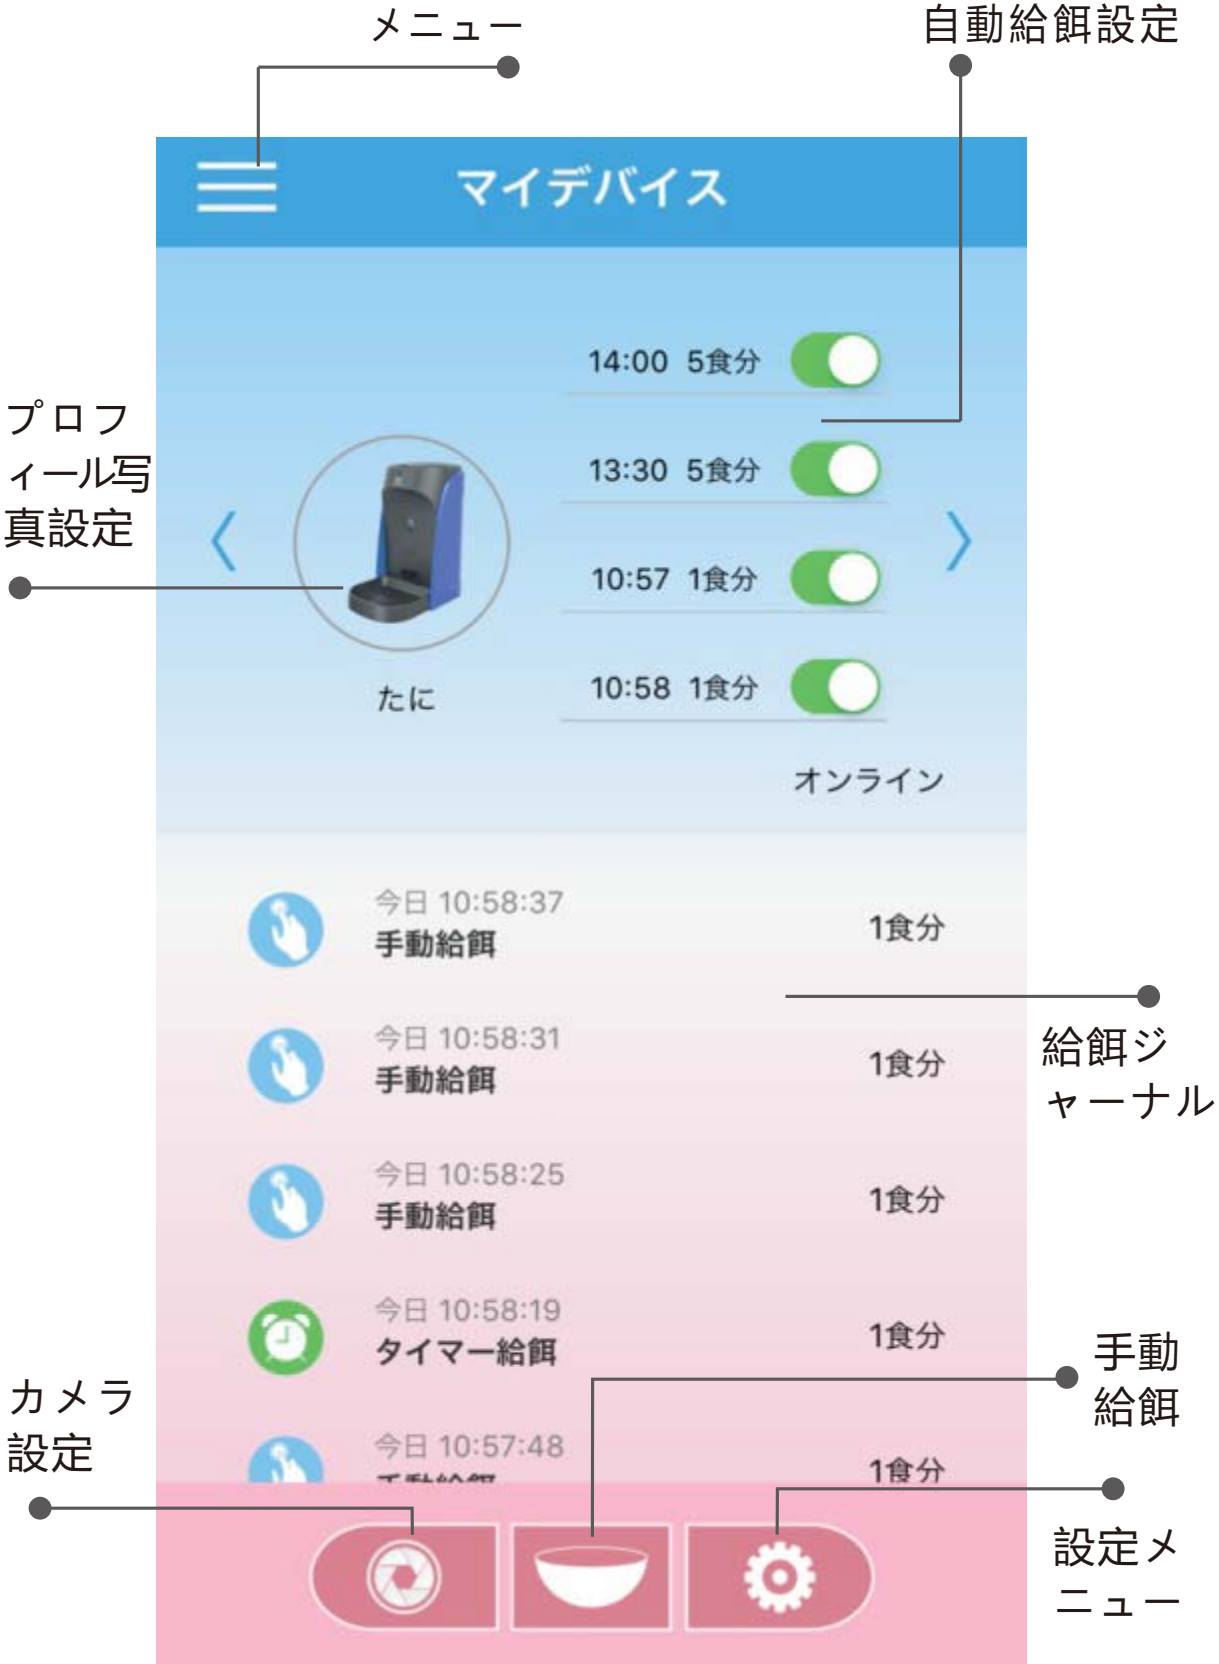 メニュー
自動給餌設定
マイデバイス
14:00 5食分
13:30 5食分
10:57 1食分
10:58 1食分
プロフ
ィール写
真設定
たに
オンライン
今日 10:58:37
手動給餌
1食分
今日 10:58:31
手動給餌
1食分
給餌ジ
ャーナル
今日 10:58:25
手動給餌
1食分
今日 10:58:19
タイマー給餌
1食分
手動
給餌
カメラ
設定
今日 10:57:48
手動給餌
1食分
設定メ
ニュー